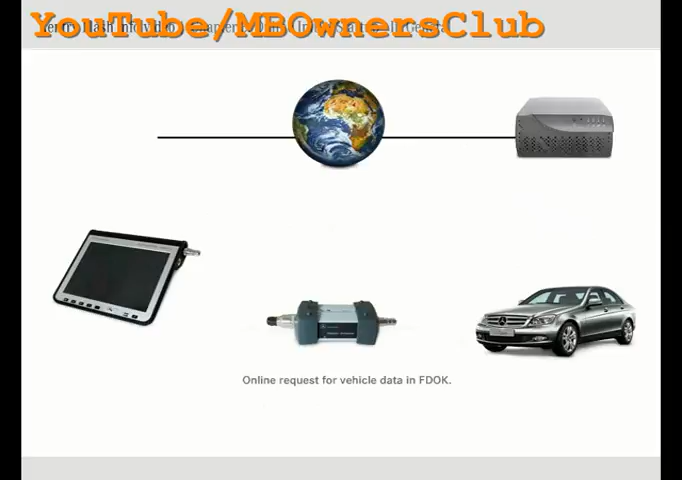 YouTube/MBOwnersClub
Online request for vehicle data in FDOK.